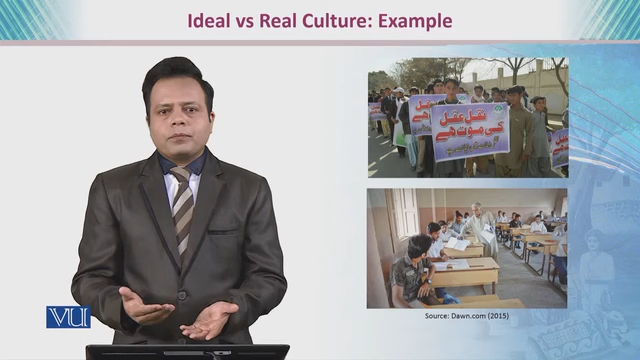 Ideal vs Real Culture: Example
نقل عقل
کی موت ہے
Source: Dawn.com (2015)
VU